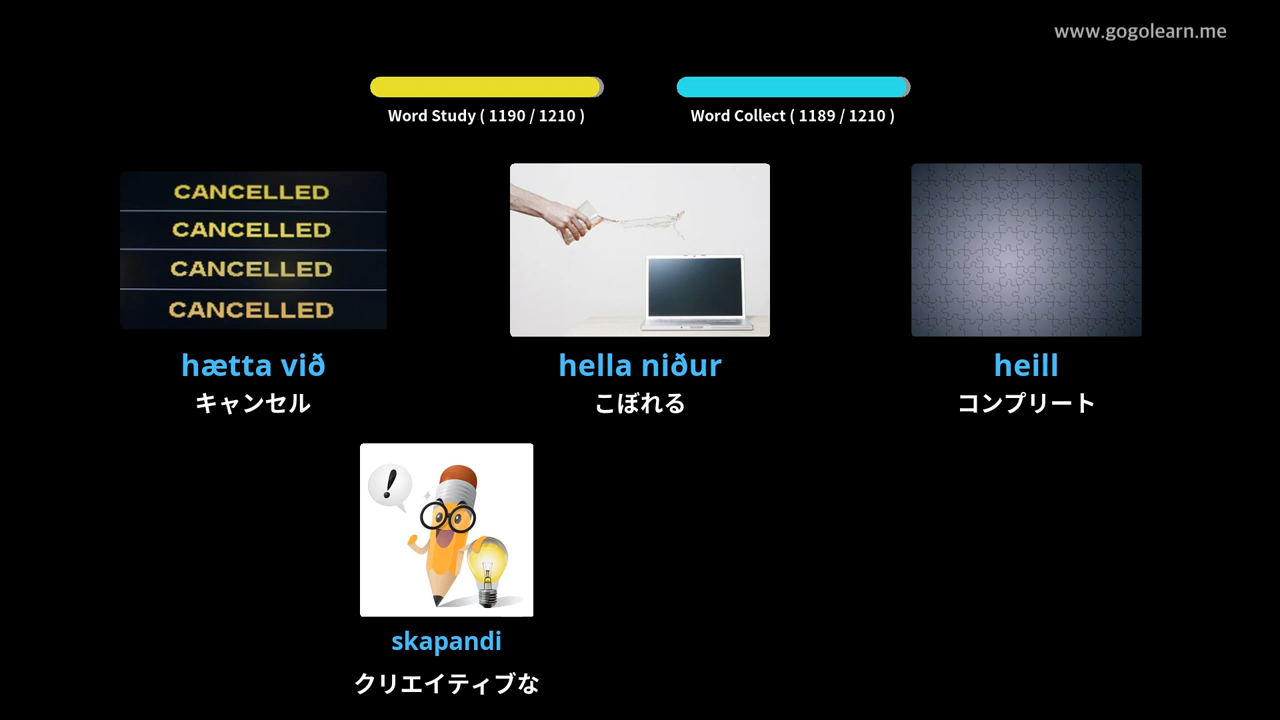 www.gogolearn.me
Word Study ( 1190 / 1210 )
Word Collect ( 1189 / 1210 )
CANCELLED
CANCELLED
CANCELLED
CANCELLED
hætta við
キャンセル
hella niður
こぼれる
heill
コンプリート
!
skapandi
クリエイティブな